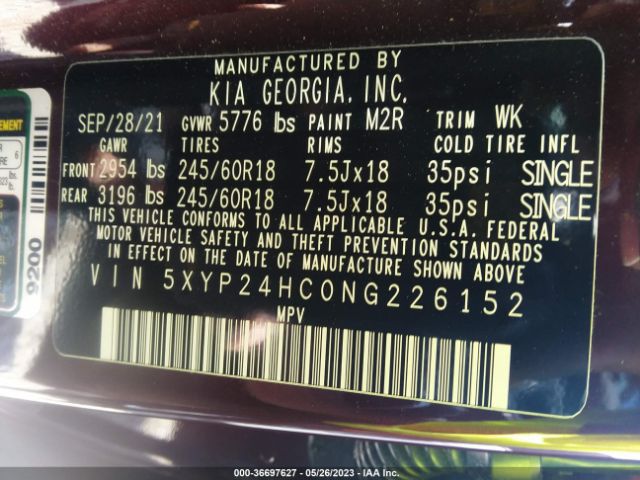 MANUFACTURED BY
KIA GEORGIA, INC.
SEP/28/21 GVWR 5776 lbs PAINT M2R TRIM WK
GAWR TIRES RIMS COLD TIRE INFL
FRONT 2954 lbs 245/60R18 7.5Jx18 35psi SINGLE
REAR 3196 lbs 245/60R18 7.5Jx18 35psi SINGLE
THIS VEHICLE CONFORMS TO ALL APPLICABLE U.S.A. FEDERAL
MOTOR VEHICLE SAFETY AND THEFT PREVENTION STANDARDS
IN EFFECT ON THE DATE OF MANUFACTURE SHOWN ABOVE
VIN 5XYP24HC0NG226152
MPV
9200
000-36697627 - 05/26/2023 - IAA Inc.